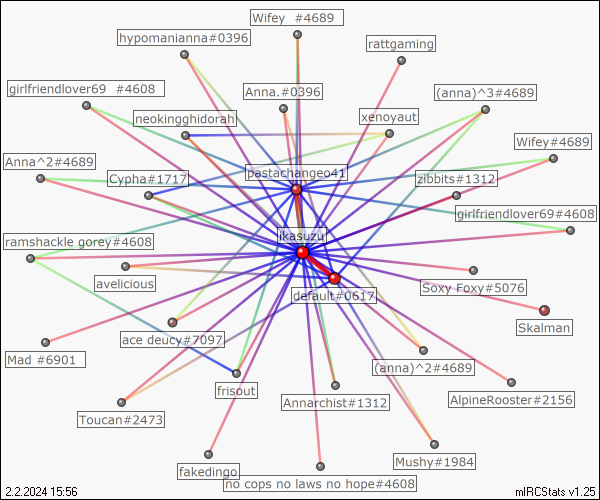 Wifey  #4689
hypomanianna#0396
rattgaming
girlfriendlover69  #4608
Anna.#0396
(anna)^3#4689
neokingghidorah
xenoyaut
Wifey#4689
Anna^2#4689
pastachangeo41
Cypha#1717
zibbits#1312
girlfriendlover69#4608
ramshackle gorey#4608
ikasuzu
avelicious
default#0617
Soxy Foxy#5076
Skalman
ace deucy#7097
Mad #6901
(anna)^2#4689
frisout
Annarchist#1312
AlpineRooster#2156
Toucan#2473
fakedingo
Mushy#1984
no cops no laws no hope#4608
2.2.2024 15:56
mIRCStats v1.25